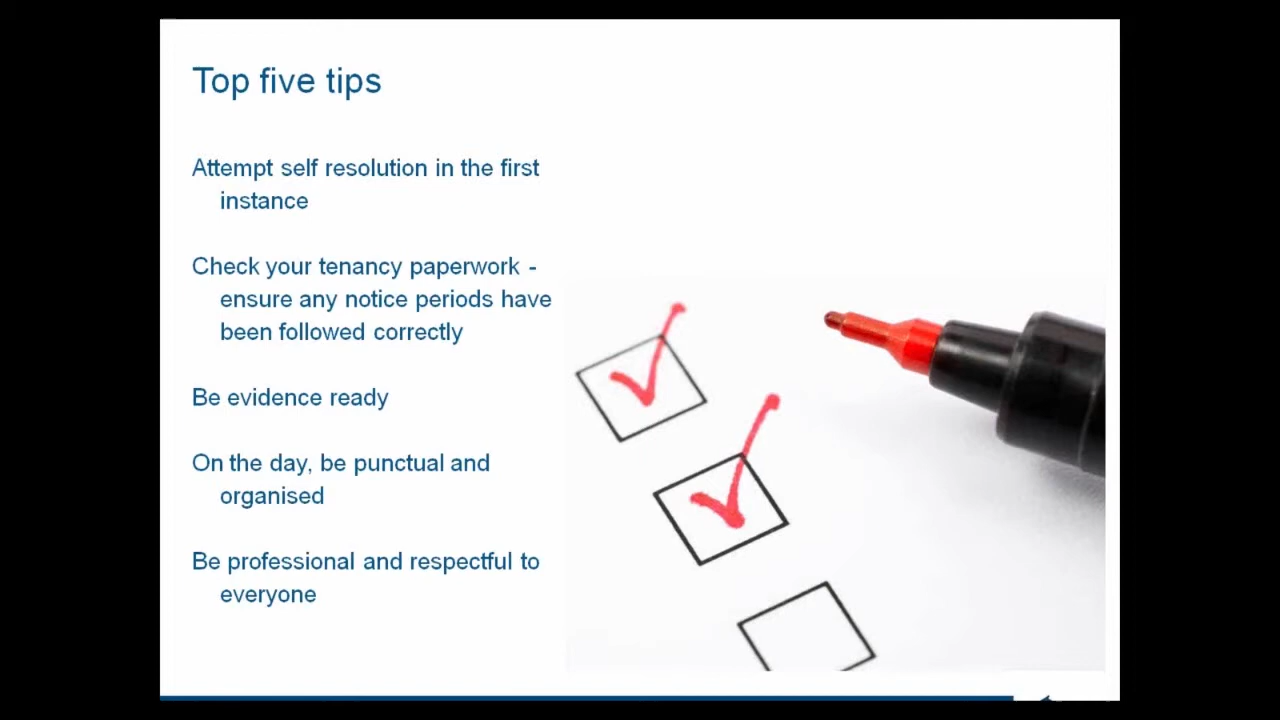 Top five tips
Attempt self resolution in the first
instance
Check your tenancy paperwork -
ensure any notice periods have
been followed correctly
Be evidence ready
On the day, be punctual and
organised
Be professional and respectful to
everyone